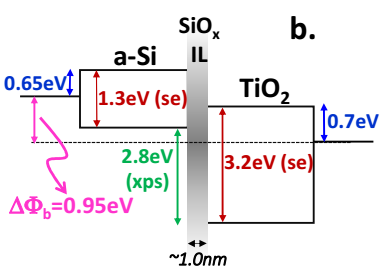 SiOx
b.
a-Si
IL
TiO2
0.65eV
1.3eV (se)
0.7eV
2.8eV
(xps)
3.2eV (se)
ΔΦb=0.95eV
~1.0nm